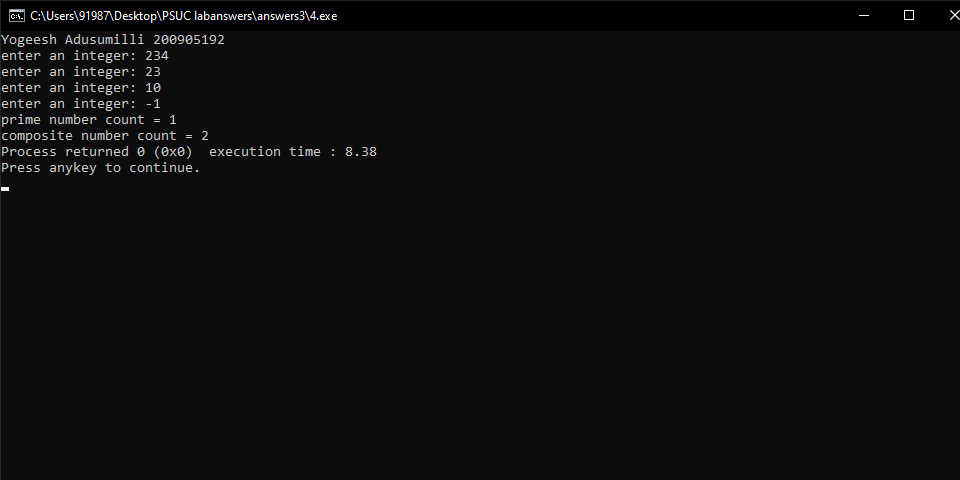 C:\Users\91987\Desktop\PSUC labanswers\answers3\4.exe
Yogeesh Adusumilli 200905192
enter an integer: 234
enter an integer: 23
enter an integer: 10
enter an integer: -1
prime number count = 1
composite number count = 2
Process returned 0 (0x0)  execution time : 8.38
Press anykey to continue.